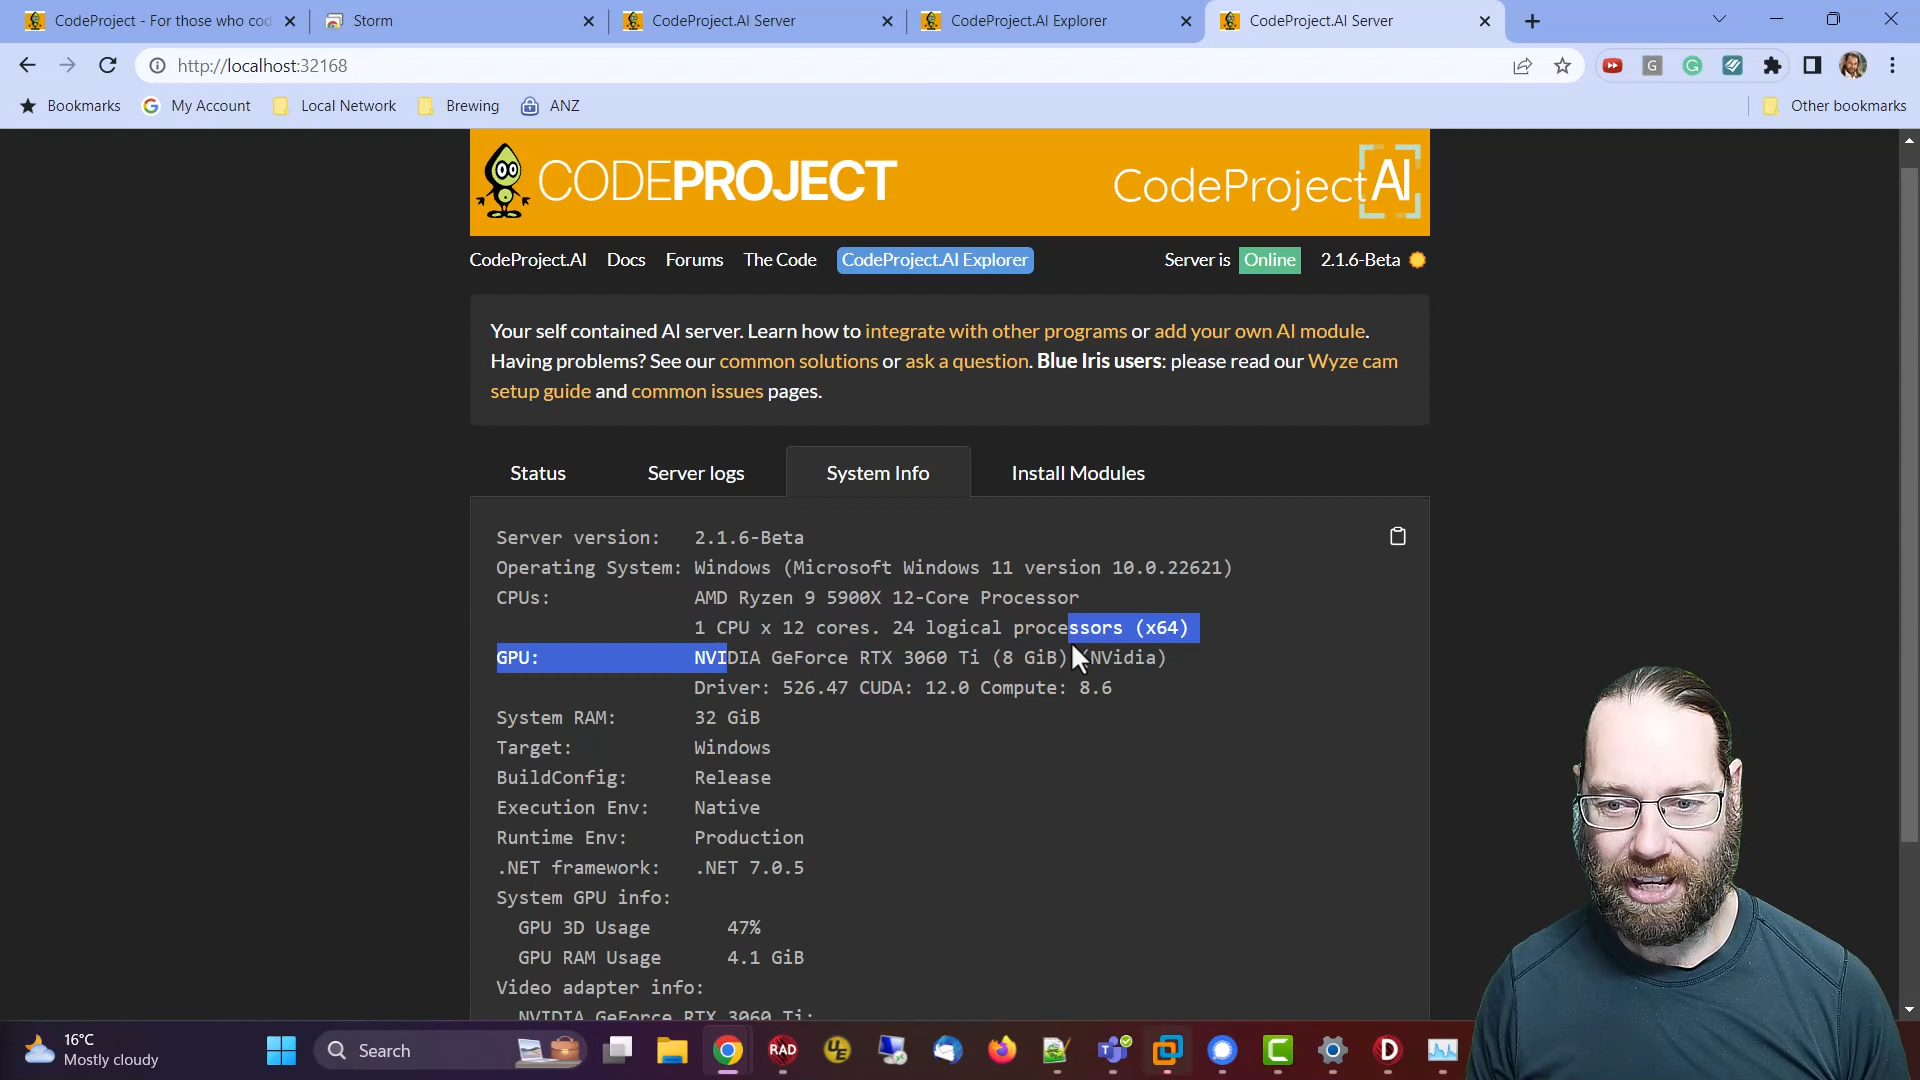 CodeProject - For those who cod
Storm
CodeProject.AI Server
CodeProject.AI Explorer
CodeProject.AI Server
http://localhost:32168
Bookmarks
My Account
Local Network
Brewing
ANZ
Other bookmarks
CODEPROJECT
CodeProject AI
CodeProject.AI Docs Forums The Code CodeProject.AI Explorer Server is Online 2.1.6-Beta
Your self contained AI server. Learn how to integrate with other programs or add your own AI module.
Having problems? See our common solutions or ask a question. Blue Iris users: please read our Wyze cam
setup guide and common issues pages.
Status Server logs System Info Install Modules
Server version: 2.1.6-Beta
Operating System: Windows (Microsoft Windows 11 version 10.0.22621)
CPUs: AMD Ryzen 9 5900X 12-Core Processor
1 CPU x 12 cores. 24 logical processors (x64)
GPU: NVIDIA GeForce RTX 3060 Ti (8 GiB) (NVidia)
Driver: 526.47 CUDA: 12.0 Compute: 8.6
System RAM: 32 GiB
Target: Windows
BuildConfig: Release
Execution Env: Native
Runtime Env: Production
.NET framework: .NET 7.0.5
System GPU info:
GPU 3D Usage 47%
GPU RAM Usage 4.1 GiB
Video adapter info:
NVIDIA GeForce RTX 3060 Ti:
16°C
Mostly cloudy
Search
RAD
UE